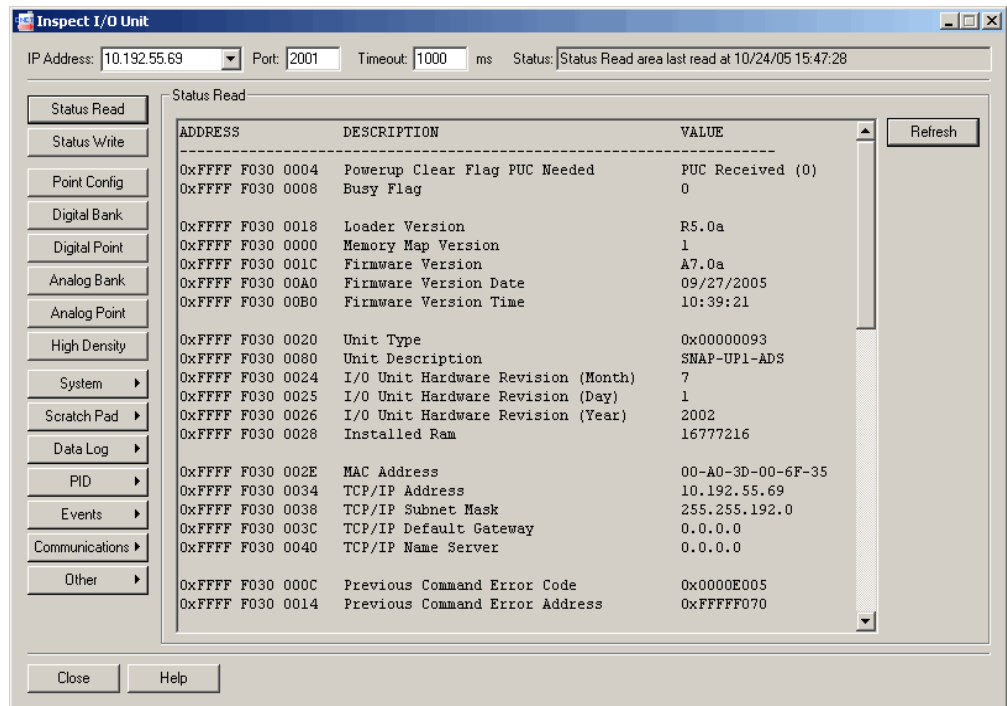 Inspect I/O Unit
IP Address: 10.192.55.69 Port: 2001 Timeout: 1000 ms Status: Status Read area last read at 10/24/05 15:47:28
Status Read
Status Write
Point Config
Digital Bank
Digital Point
Analog Bank
Analog Point
High Density
System
Scratch Pad
Data Log
PID
Events
Communications
Other
Status Read
ADDRESS DESCRIPTION VALUE
--------------------------------------------------------------------------
0xFFFF F030 0004 Powerup Clear Flag PUC Needed PUC Received (0)
0xFFFF F030 0008 Busy Flag 0
0xFFFF F030 0018 Loader Version R5.0a
0xFFFF F030 0000 Memory Map Version 1
0xFFFF F030 001C Firmware Version A7.0a
0xFFFF F030 00A0 Firmware Version Date 09/27/2005
0xFFFF F030 00B0 Firmware Version Time 10:39:21
0xFFFF F030 0020 Unit Type 0x00000093
0xFFFF F030 0080 Unit Description SNAP-UP1-ADS
0xFFFF F030 0024 I/O Unit Hardware Revision (Month) 7
0xFFFF F030 0025 I/O Unit Hardware Revision (Day) 1
0xFFFF F030 0026 I/O Unit Hardware Revision (Year) 2002
0xFFFF F030 0028 Installed Ram 16777216
0xFFFF F030 002E MAC Address 00-A0-3D-00-6F-35
0xFFFF F030 0034 TCP/IP Address 10.192.55.69
0xFFFF F030 0038 TCP/IP Subnet Mask 255.255.192.0
0xFFFF F030 003C TCP/IP Default Gateway 0.0.0.0
0xFFFF F030 0040 TCP/IP Name Server 0.0.0.0
0xFFFF F030 000C Previous Command Error Code 0x0000E005
0xFFFF F030 0014 Previous Command Error Address 0xFFFFF070
Refresh
Close Help